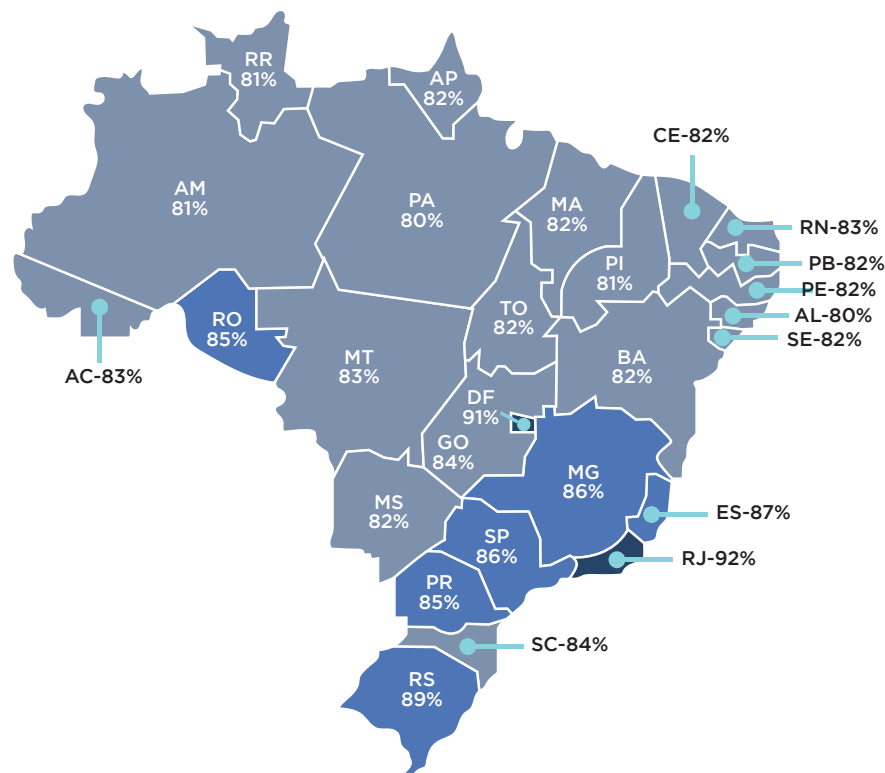 RR
81%
AP
82%
CE-82%
AM
81%
PA
80%
MA
82%
RN-83%
PB-82%
PI
81%
PE-82%
RO
85%
TO
82%
AL-80%
SE-82%
MT
83%
BA
82%
AC-83%
DF
91%
GO
84%
MG
86%
MS
82%
ES-87%
SP
86%
RJ-92%
PR
85%
SC-84%
RS
89%